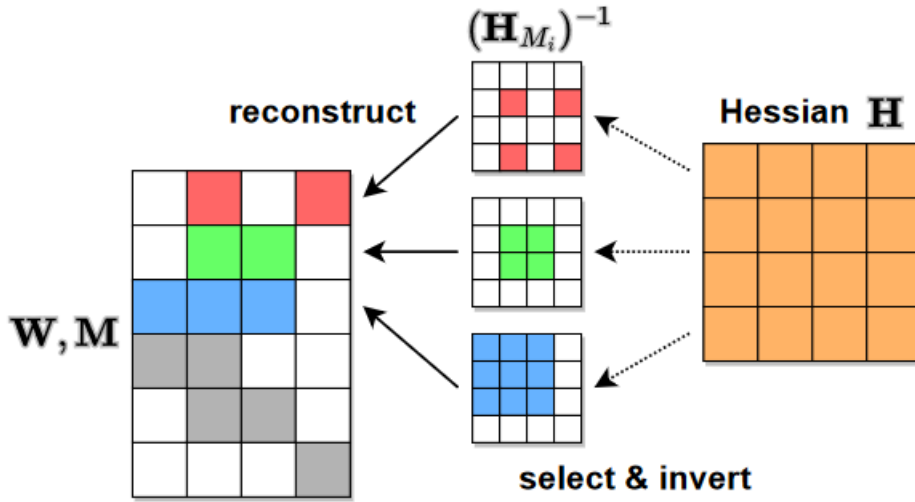 (𝐇_{M_i})^{-1}
reconstruct
Hessian 𝐇
𝐖, 𝐌
select & invert